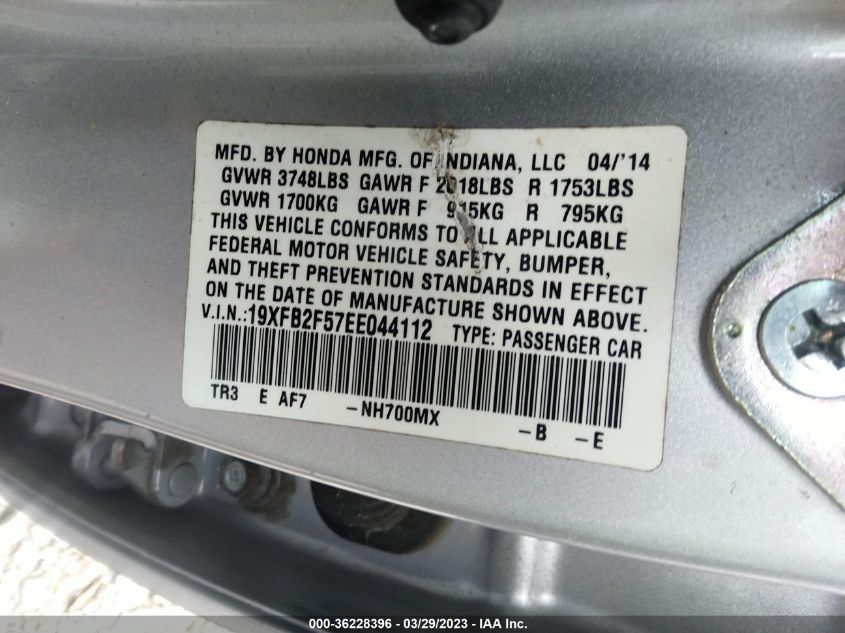 MFD. BY HONDA MFG. OF INDIANA, LLC 04/'14
GVWR 3748LBS GAWR F 2018LBS R 1753LBS
GVWR 1700KG GAWR F 915KG R 795KG
THIS VEHICLE CONFORMS TO ALL APPLICABLE
FEDERAL MOTOR VEHICLE SAFETY, BUMPER,
AND THEFT PREVENTION STANDARDS IN EFFECT
ON THE DATE OF MANUFACTURE SHOWN ABOVE.
V.I.N.:19XFB2F57EE044112 TYPE: PASSENGER CAR
TR3 E AF7 -NH700MX -B -E
000-36228396 - 03/29/2023 - IAA Inc.